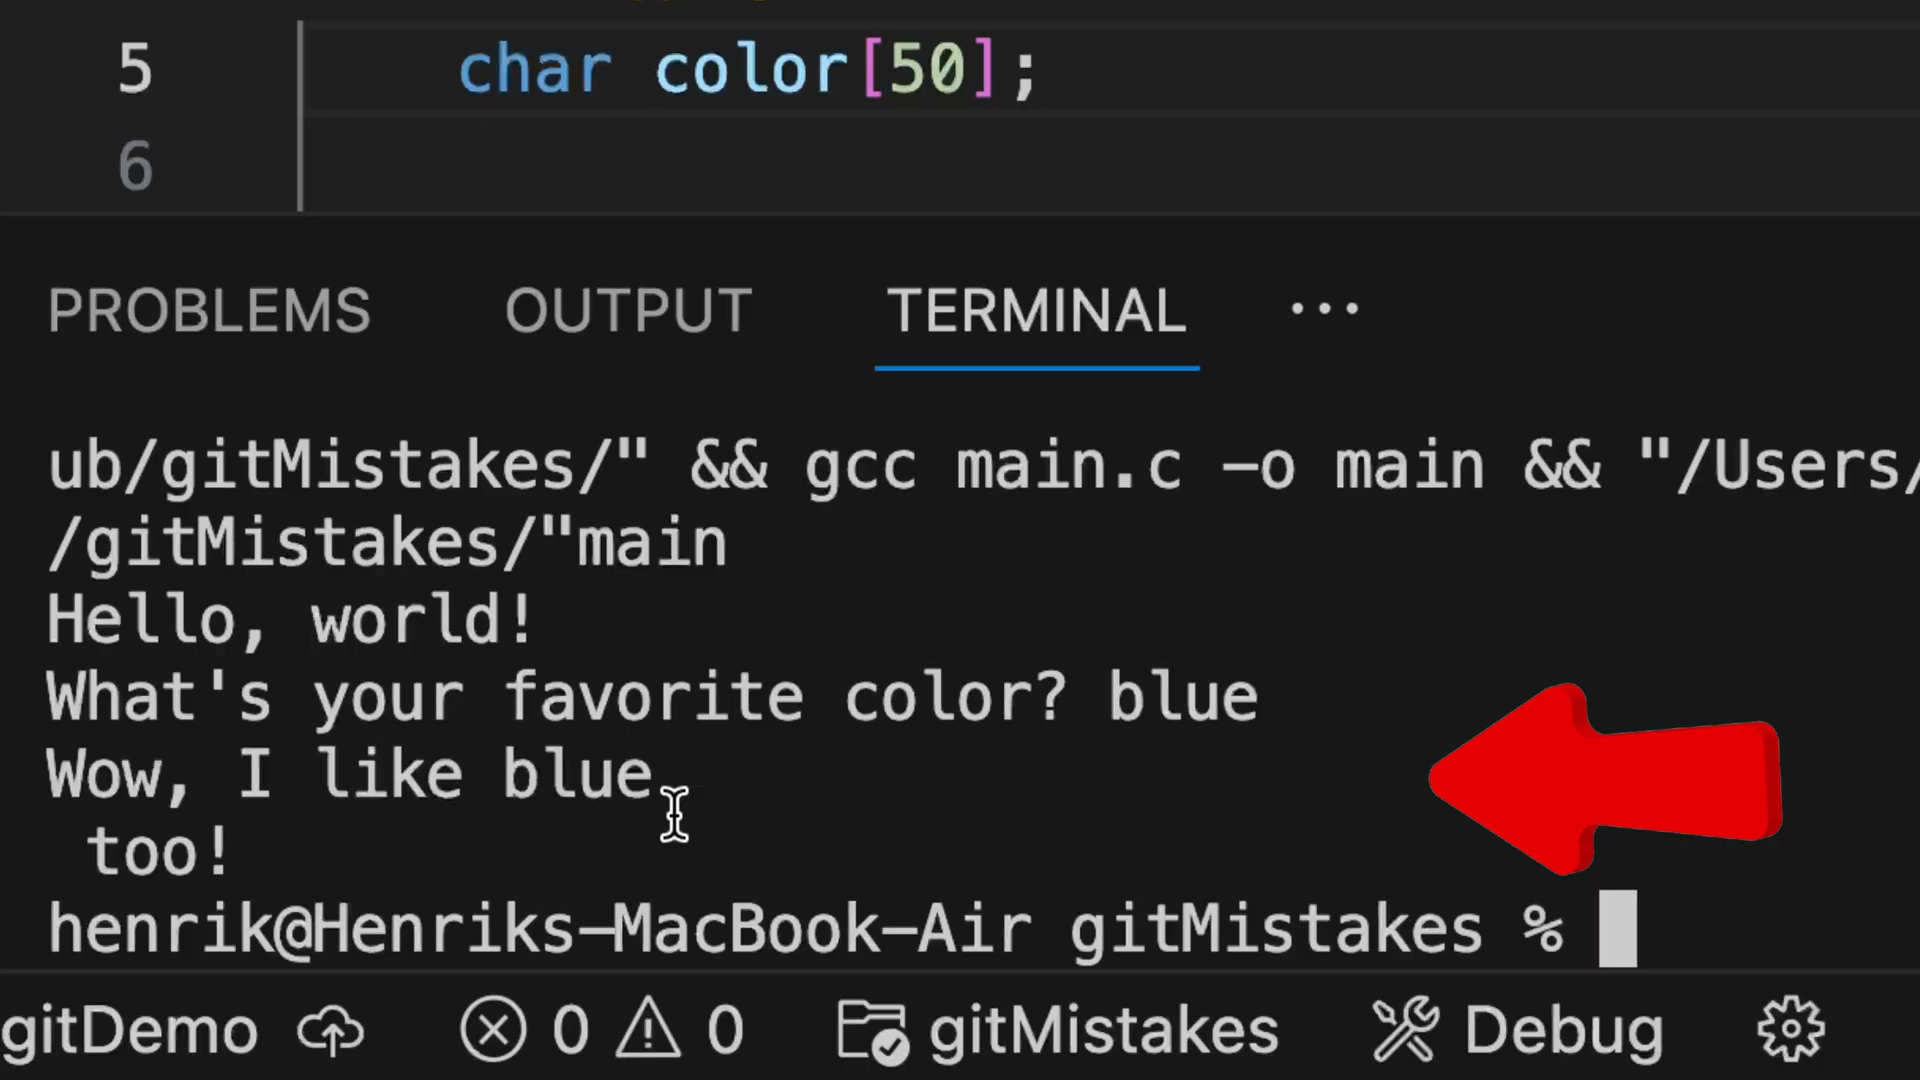 5 char color[50];
6
PROBLEMS OUTPUT TERMINAL ...
ub/gitMistakes/" && gcc main.c -o main && "/Users/
/gitMistakes/"main
Hello, world!
What's your favorite color? blue
Wow, I like blue
 too!
henrik@Henriks-MacBook-Air gitMistakes %
gitDemo 0 0 gitMistakes Debug